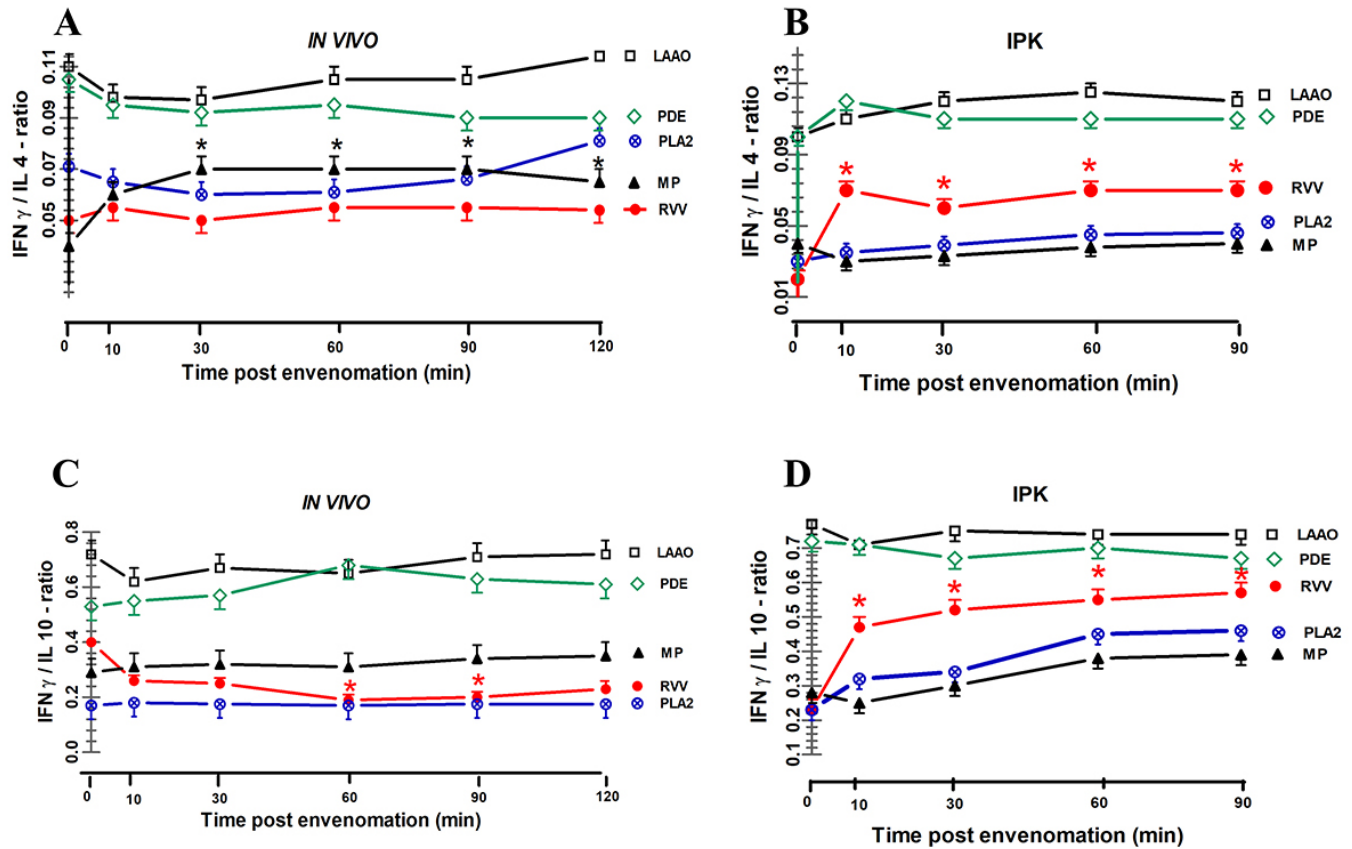 A
IN VIVO
IFN γ / IL 4 - ratio
0.11
0.09
0.07
0.05
* * * *
LAAO
PDE
PLA2
MP
RVV
0 10 30 60 90 120
Time post envenomation (min)
B
IPK
IFN γ / IL 4 - ratio
0.13
0.09
0.05
0.01
* * * *
LAAO
PDE
RVV
PLA2
MP
0 10 30 60 90
Time post envenomation (min)
C
IN VIVO
IFN γ / IL 10 - ratio
0.8
0.6
0.4
0.2
0.0
* *
LAAO
PDE
MP
RVV
PLA2
0 10 30 60 90 120
Time post envenomation (min)
D
IPK
IFN γ / IL 10 - ratio
0.7
0.6
0.5
0.4
0.3
0.2
0.1
* * * *
LAAO
PDE
RVV
PLA2
MP
0 10 30 60 90
Time post envenomation (min)